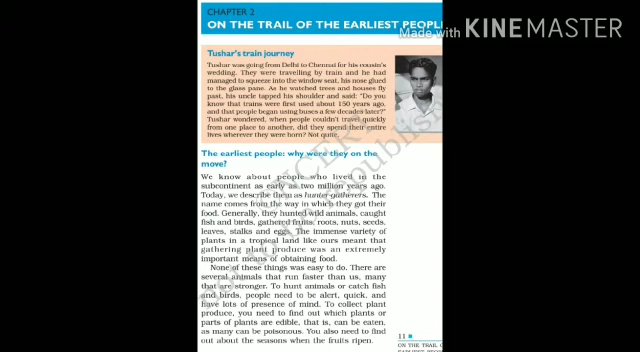 CHAPTER 2
ON THE TRAIL OF THE EARLIEST PEOPL
Made with KINEMASTER
Tushar's train journey
Tushar was going from Delhi to Chennai for his cousin's
wedding. They were travelling by train and he had
managed to squeeze into the window seat, his nose glued
to the glass pane. As he watched trees and houses fly
past, his uncle tapped his shoulder and said: "Do you
know that trains were first used about 150 years ago,
and that people began using buses a few decades later?"
Tushar wondered, when people couldn't travel quickly
from one place to another, did they spend their entire
lives wherever they were born? Not quite.
The earliest people: why were they on the
move?
We know about people who lived in the
subcontinent as early as two million years ago.
Today, we describe them as hunter-gatherers. The
name comes from the way in which they got their
food. Generally, they hunted wild animals, caught
fish and birds, gathered fruits, roots, nuts, seeds,
leaves, stalks and eggs. The immense variety of
plants in a tropical land like ours meant that
gathering plant produce was an extremely
important means of obtaining food.
None of these things was easy to do. There are
several animals that run faster than us, many
that are stronger. To hunt animals or catch fish
and birds, people need to be alert, quick, and
have lots of presence of mind. To collect plant
produce, you need to find out which plants or
parts of plants are edible, that is, can be eaten,
as many can be poisonous. You also need to find
out about the seasons when the fruits ripen.
11
ON THE TRAIL
© NCERT
not to be republish